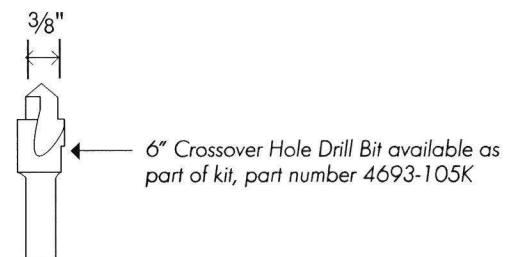 3/8"
6" Crossover Hole Drill Bit available as
part of kit, part number 4693-105K